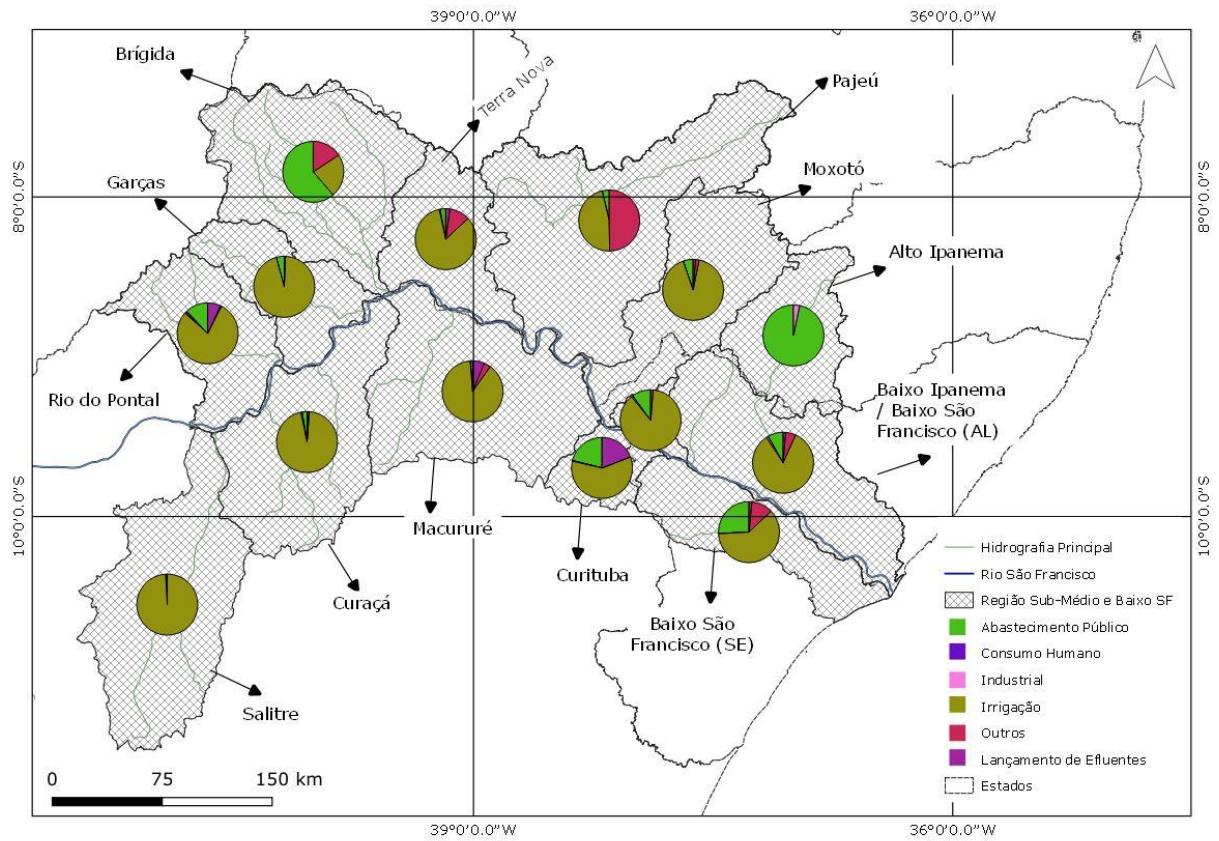 39°0'0.0"W
36°0'0.0"W
Brígida
Terra Nova
Pajeú
Garças
Moxotó
8°0'0.0"S
8°0'0.0"S
Alto Ipanema
Rio do Pontal
Baixo Ipanema
Baixo São
Francisco (AL)
10°0'0.0"S
10°0'0.0"S
Macururé
Curituba
Curaçá
Baixo São
Francisco (SE)
Salitre
Hidrografia Principal
Rio São Francisco
Região Sub-Médio e Baixo SF
Abastecimento Público
Consumo Humano
Industrial
Irrigação
Outros
Lançamento de Efluentes
Estados
0 75 150 km
39°0'0.0"W
36°0'0.0"W